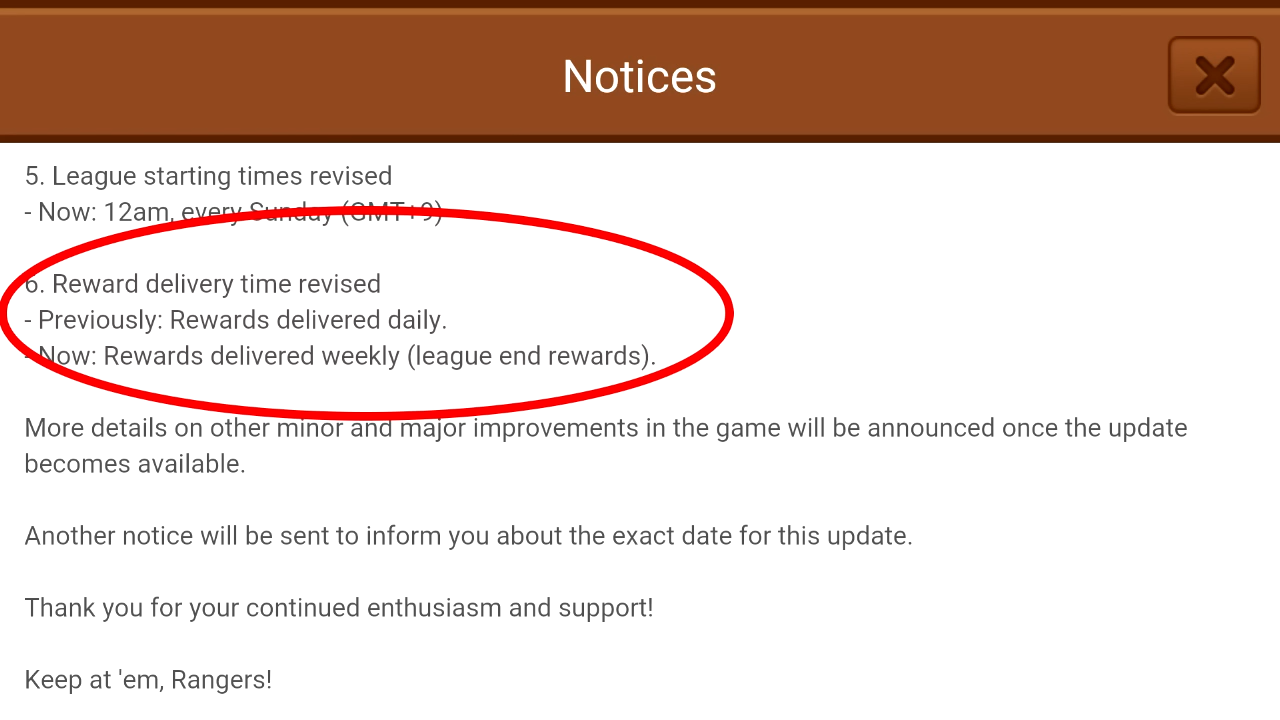 Notices
5. League starting times revised
- Now: 12am, every Sunday (GMT+9)
6. Reward delivery time revised
- Previously: Rewards delivered daily.
- Now: Rewards delivered weekly (league end rewards).
More details on other minor and major improvements in the game will be announced once the update
becomes available.
Another notice will be sent to inform you about the exact date for this update.
Thank you for your continued enthusiasm and support!
Keep at 'em, Rangers!